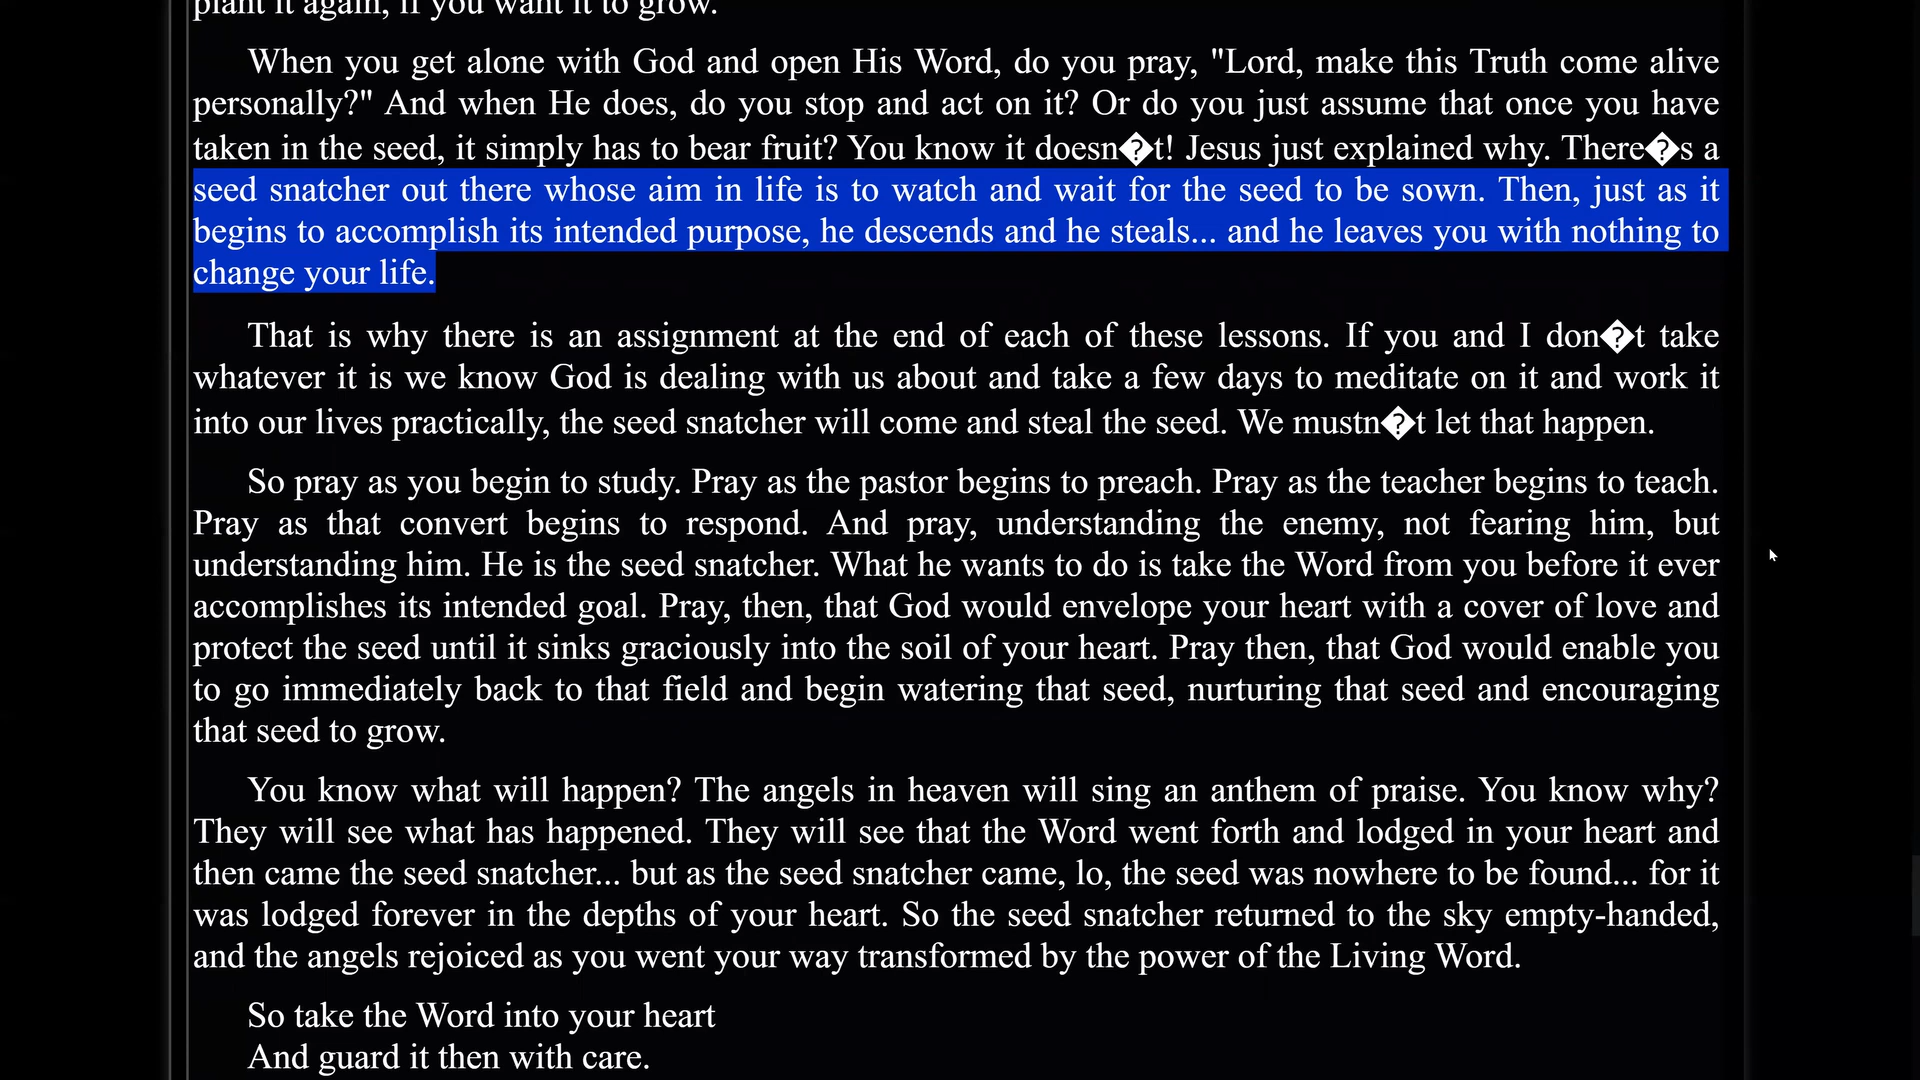 plant it again, if you want it to grow.
When you get alone with God and open His Word, do you pray, "Lord, make this Truth come alive
personally?" And when He does, do you stop and act on it? Or do you just assume that once you have
taken in the seed, it simply has to bear fruit? You know it doesn�t! Jesus just explained why. There�s a
seed snatcher out there whose aim in life is to watch and wait for the seed to be sown. Then, just as it
begins to accomplish its intended purpose, he descends and he steals... and he leaves you with nothing to
change your life.
That is why there is an assignment at the end of each of these lessons. If you and I don�t take
whatever it is we know God is dealing with us about and take a few days to meditate on it and work it
into our lives practically, the seed snatcher will come and steal the seed. We mustn�t let that happen.
So pray as you begin to study. Pray as the pastor begins to preach. Pray as the teacher begins to teach.
Pray as that convert begins to respond. And pray, understanding the enemy, not fearing him, but
understanding him. He is the seed snatcher. What he wants to do is take the Word from you before it ever
accomplishes its intended goal. Pray, then, that God would envelope your heart with a cover of love and
protect the seed until it sinks graciously into the soil of your heart. Pray then, that God would enable you
to go immediately back to that field and begin watering that seed, nurturing that seed and encouraging
that seed to grow.
You know what will happen? The angels in heaven will sing an anthem of praise. You know why?
They will see what has happened. They will see that the Word went forth and lodged in your heart and
then came the seed snatcher... but as the seed snatcher came, lo, the seed was nowhere to be found... for it
was lodged forever in the depths of your heart. So the seed snatcher returned to the sky empty-handed,
and the angels rejoiced as you went your way transformed by the power of the Living Word.
So take the Word into your heart
And guard it then with care.